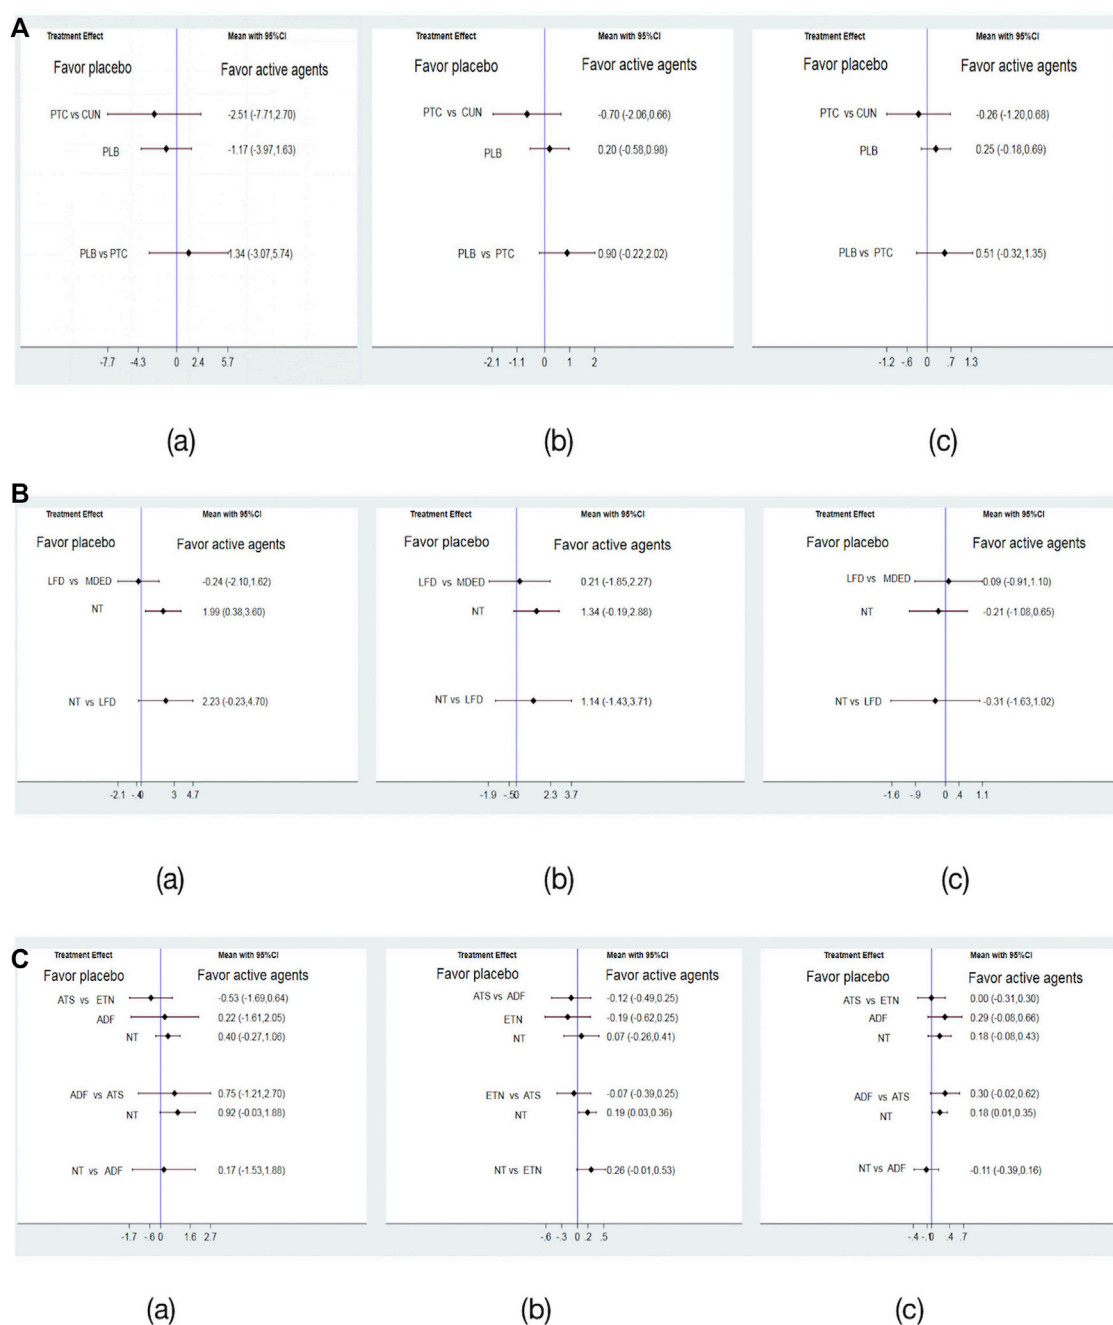 A
Treatment Effect Mean with 95%CI
Favor placebo Favor active agents
PTC vs CUN -2.51 (-7.71,2.70)
PLB -1.17 (-3.97,1.63)
PLB vs PTC 1.34 (-3.07,5.74)
-7.7 -4.3 0 2.4 5.7
(a)
Treatment Effect Mean with 95%CI
Favor placebo Favor active agents
PTC vs CUN -0.70 (-2.06,0.66)
PLB 0.20 (-0.58,0.98)
PLB vs PTC 0.90 (-0.22,2.02)
-2.1 -1.1 0 1 2
(b)
Treatment Effect Mean with 95%CI
Favor placebo Favor active agents
PTC vs CUN -0.26 (-1.20,0.68)
PLB 0.25 (-0.18,0.69)
PLB vs PTC 0.51 (-0.32,1.35)
-1.2 -.6 0 .7 1.3
(c)
B
Treatment Effect Mean with 95%CI
Favor placebo Favor active agents
LFD vs MDED -0.24 (-2.10,1.62)
NT 1.99 (0.38,3.60)
NT vs LFD 2.23 (-0.23,4.70)
-2.1 -.4 0 3 4.7
(a)
Treatment Effect Mean with 95%CI
Favor placebo Favor active agents
LFD vs MDED 0.21 (-1.85,2.27)
NT 1.34 (-0.19,2.88)
NT vs LFD 1.14 (-1.43,3.71)
-1.9 -.5 0 2.3 3.7
(b)
Treatment Effect Mean with 95%CI
Favor placebo Favor active agents
LFD vs MDED 0.09 (-0.91,1.10)
NT -0.21 (-1.08,0.65)
NT vs LFD -0.31 (-1.63,1.02)
-1.6 -.9 0 .4 1.1
(c)
C
Treatment Effect Mean with 95%CI
Favor placebo Favor active agents
ATS vs ETN -0.53 (-1.69,0.64)
ADF 0.22 (-1.61,2.05)
NT 0.40 (-0.27,1.06)
ADF vs ATS 0.75 (-1.21,2.70)
NT 0.92 (-0.03,1.88)
NT vs ADF 0.17 (-1.53,1.88)
-1.7 -.6 0 1.6 2.7
(a)
Treatment Effect Mean with 95%CI
Favor placebo Favor active agents
ATS vs ADF -0.12 (-0.49,0.25)
ETN -0.19 (-0.62,0.25)
NT 0.07 (-0.26,0.41)
ETN vs ATS -0.07 (-0.39,0.25)
NT 0.19 (0.03,0.36)
NT vs ETN 0.26 (-0.01,0.53)
-.6 -.3 0 .2 .5
(b)
Treatment Effect Mean with 95%CI
Favor placebo Favor active agents
ATS vs ETN 0.00 (-0.31,0.30)
ADF 0.29 (-0.08,0.66)
NT 0.18 (-0.08,0.43)
ADF vs ATS 0.30 (-0.02,0.62)
NT 0.18 (0.01,0.35)
NT vs ADF -0.11 (-0.39,0.16)
-.4 -.1 0 .4 .7
(c)